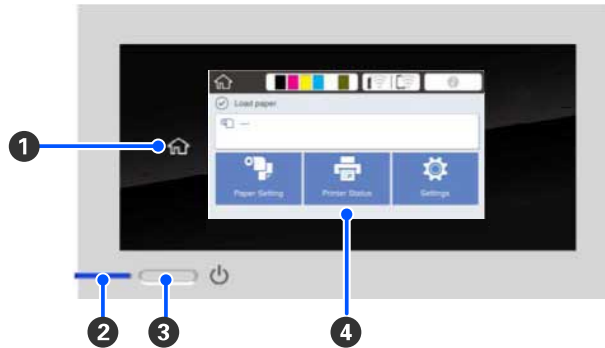 Load paper
---
Paper Setting
Printer Status
Settings
1
2
3
4